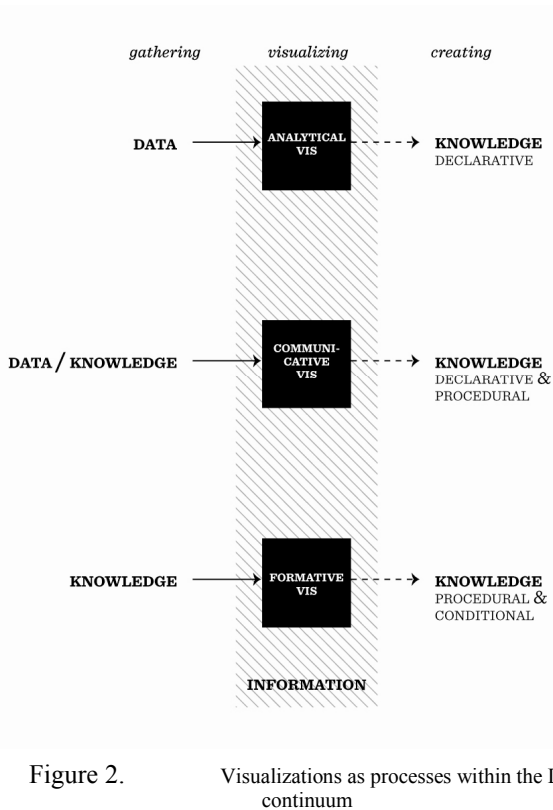 gathering visualizing creating
DATA ANALYTICAL VIS KNOWLEDGE
DECLARATIVE
DATA / KNOWLEDGE COMMUNI-
CATIVE
VIS KNOWLEDGE
DECLARATIVE &
PROCEDURAL
KNOWLEDGE FORMATIVE
VIS KNOWLEDGE
PROCEDURAL &
CONDITIONAL
INFORMATION
Figure 2. Visualizations as processes within the
continuum